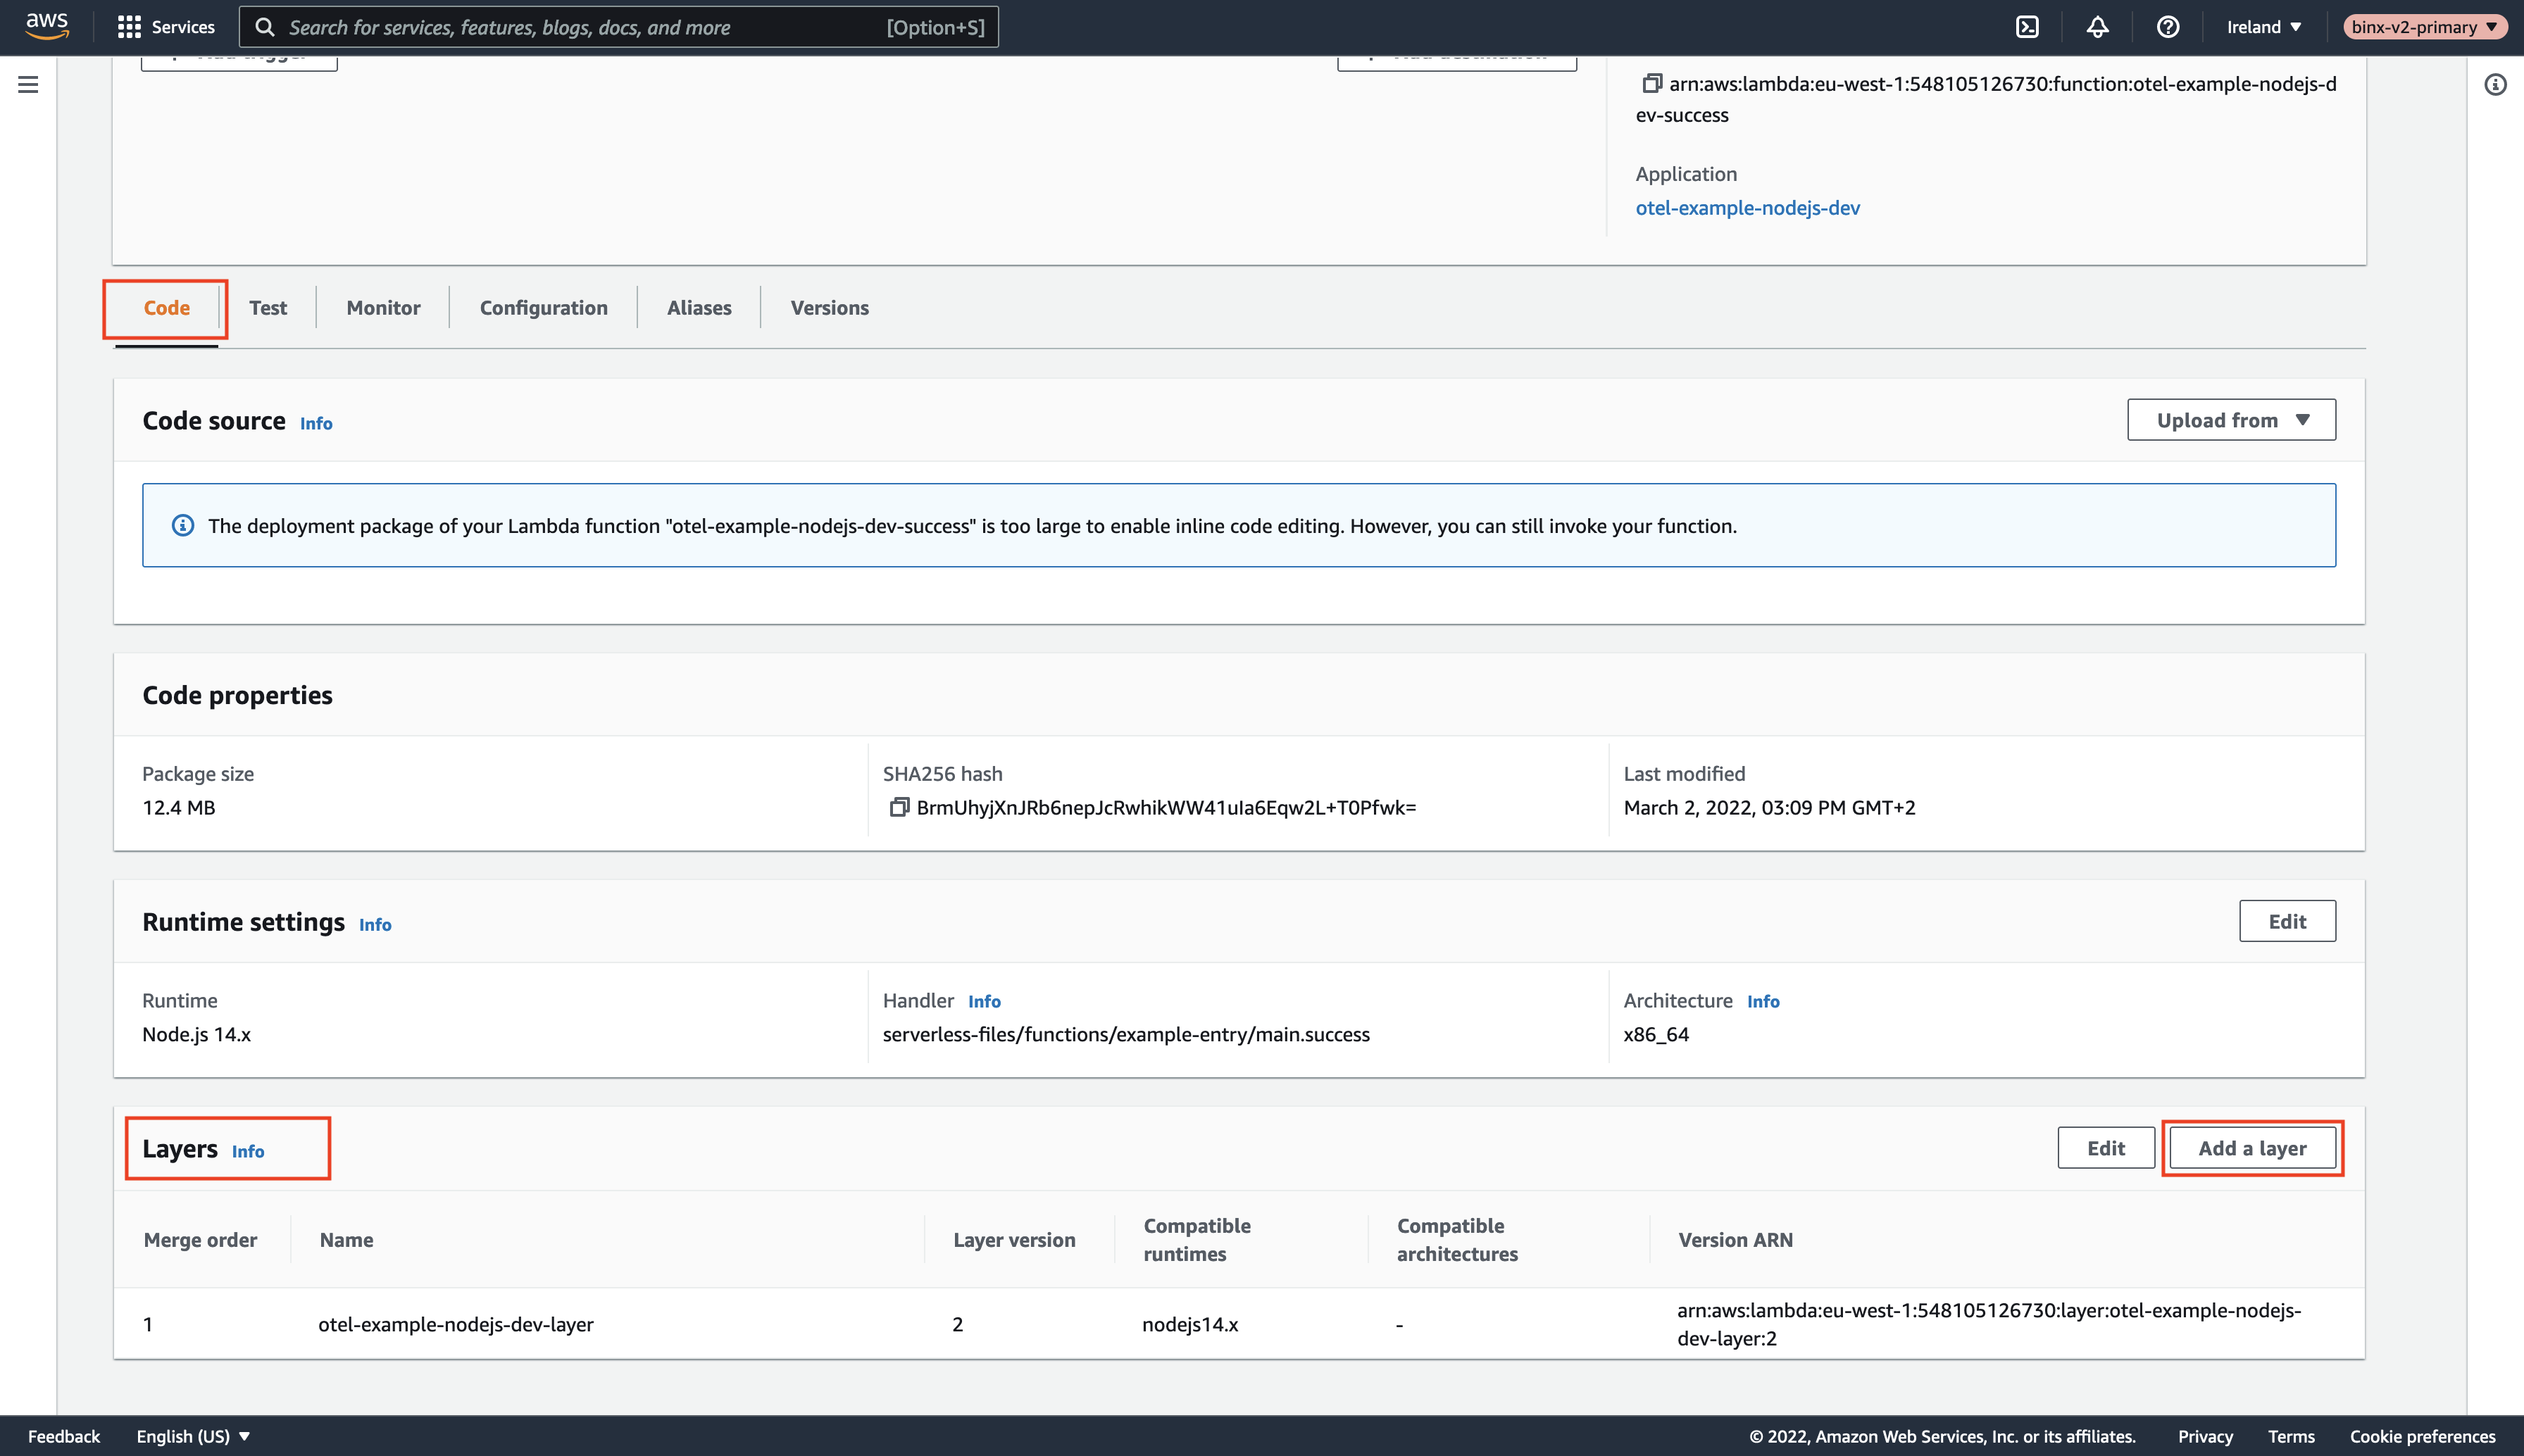 aws
Services
Search for services, features, blogs, docs, and more
[Option+S]
Ireland
binx-v2-primary
arn:aws:lambda:eu-west-1:548105126730:function:otel-example-nodejs-d
ev-success
Application
otel-example-nodejs-dev
Code
Test
Monitor
Configuration
Aliases
Versions
Code source Info
Upload from
The deployment package of your Lambda function "otel-example-nodejs-dev-success" is too large to enable inline code editing. However, you can still invoke your function.
Code properties
Package size
12.4 MB
SHA256 hash
BrmUhyjXnJRb6nepJcRwhikWW41uIa6Eqw2L+T0Pfwk=
Last modified
March 2, 2022, 03:09 PM GMT+2
Runtime settings Info
Edit
Runtime
Node.js 14.x
Handler Info
serverless-files/functions/example-entry/main.success
Architecture Info
x86_64
Layers Info
Edit
Add a layer
Merge order
Name
Layer version
Compatible
runtimes
Compatible
architectures
Version ARN
1
otel-example-nodejs-dev-layer
2
nodejs14.x
-
arn:aws:lambda:eu-west-1:548105126730:layer:otel-example-nodejs-
dev-layer:2
Feedback
English (US)
© 2022, Amazon Web Services, Inc. or its affiliates.
Privacy
Terms
Cookie preferences